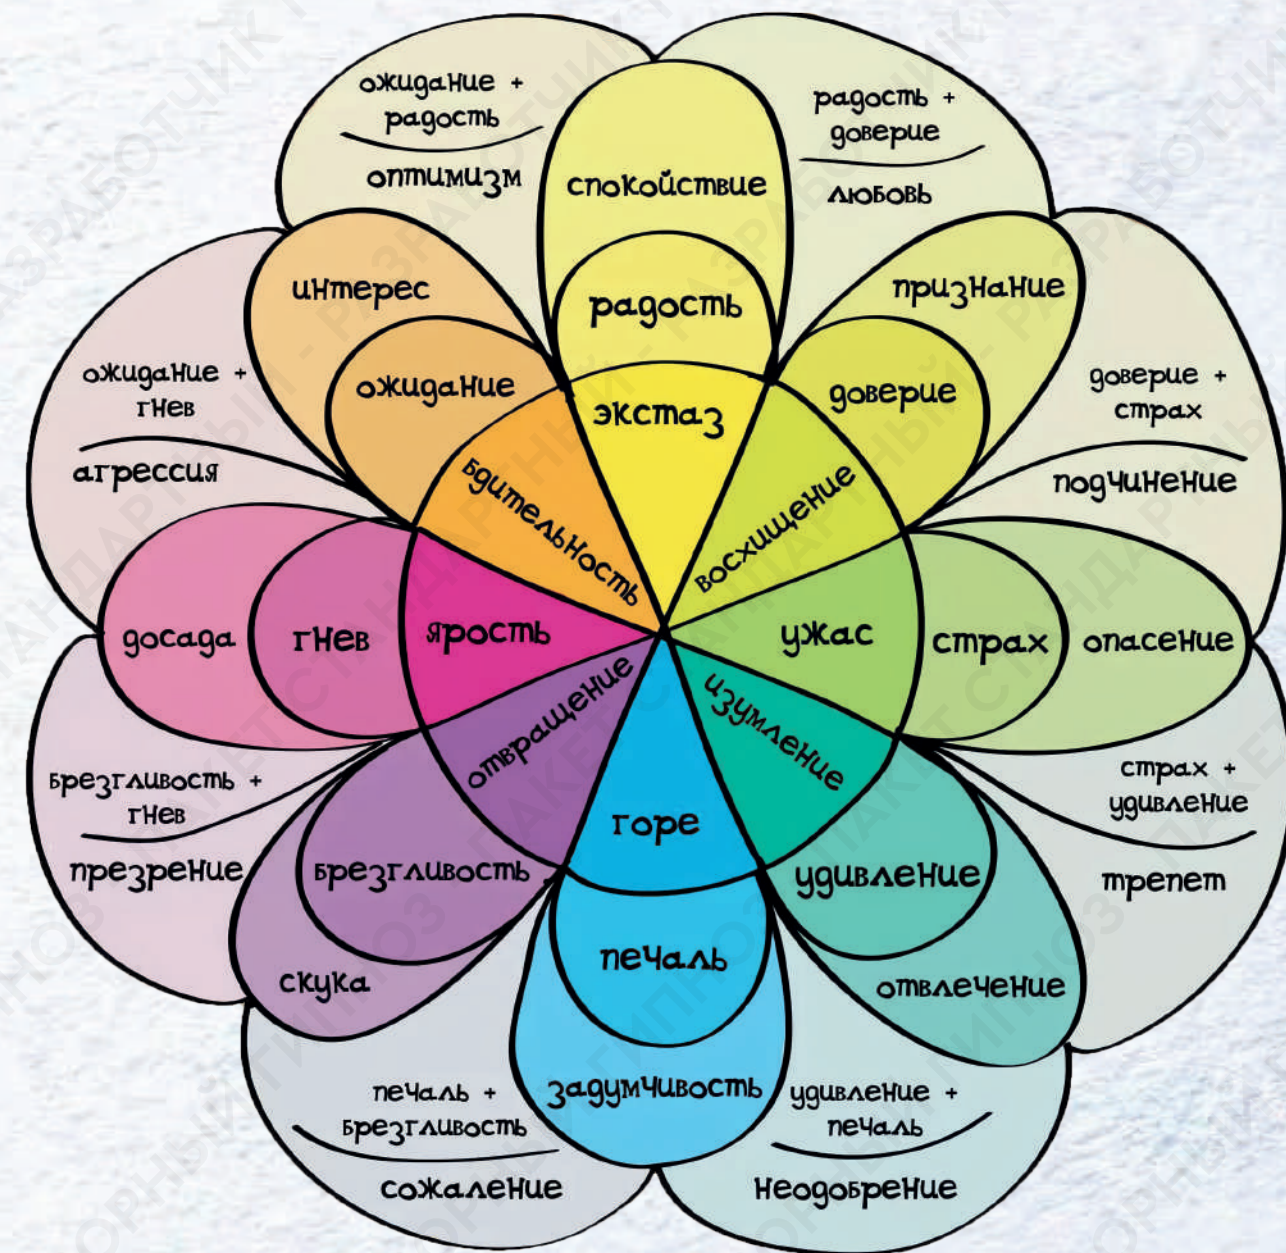 ожидание +
радость
оптимизм
спокойствие
радость
экстаз
радость +
доверие
любовь
интерес
ожидание
бдительность
признание
доверие
восхищение
ожидание +
гнев
агрессия
доверие +
страх
подчинение
досада
гнев
ярость
ужас
страх
опасение
отвращение
брезгливость
скука
изумление
удивление
отвлечение
брезгливость +
гнев
презрение
страх +
удивление
трепет
горе
печаль
задумчивость
печаль +
брезгливость
сожаление
удивление +
печаль
неодобрение